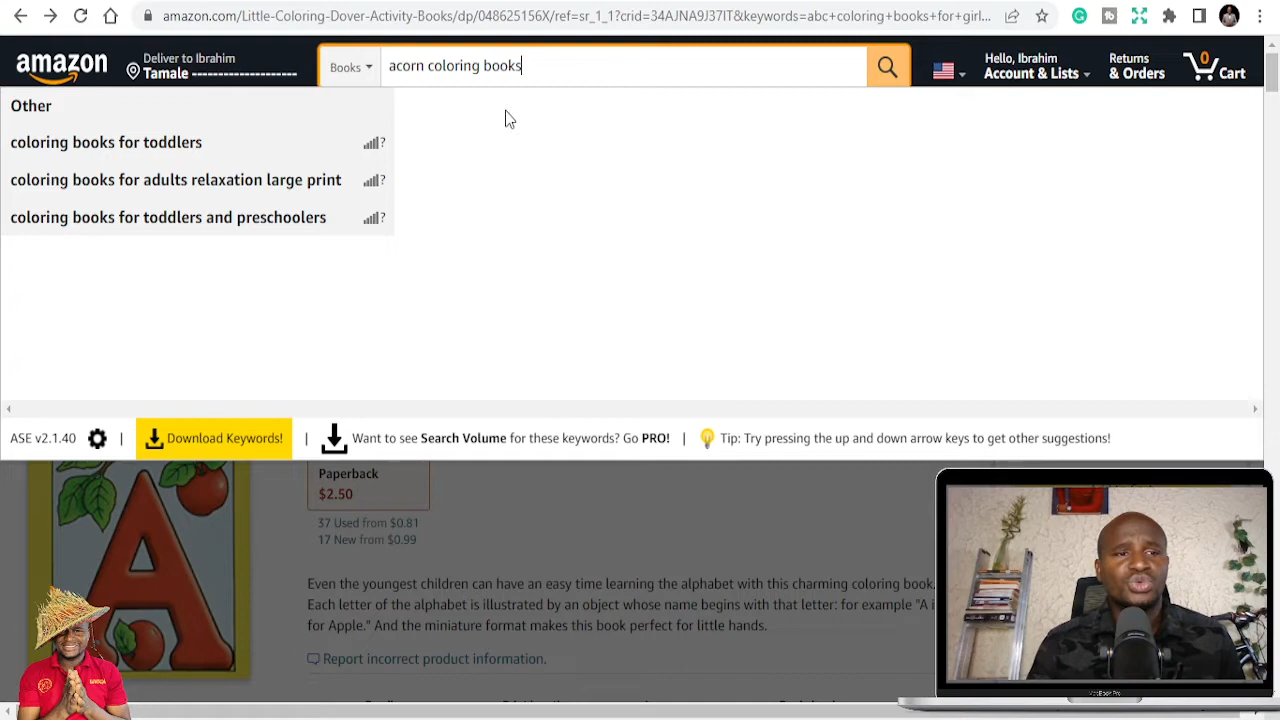 amazon.com/Little-Coloring-Dover-Activity-Books/dp/048625156X/ref=sr_1_1?crid=34AJNA9J37IT&keywords=abc+coloring+books+for+girl...
amazon
Deliver to Ibrahim
Tamale
Books
acorn coloring books
Hello, Ibrahim
Account & Lists
Returns
& Orders
0
Cart
Other
coloring books for toddlers
?
coloring books for adults relaxation large print
?
coloring books for toddlers and preschoolers
?
ASE v2.1.40 | Download Keywords! | Want to see Search Volume for these keywords? Go PRO! | Tip: Try pressing the up and down arrow keys to get other suggestions!
A
Paperback
$2.50
37 Used from $0.81
17 New from $0.99
Even the youngest children can have an easy time learning the alphabet with this charming coloring book.
Each letter of the alphabet is illustrated by an object whose name begins with that letter: for example "A i
for Apple." And the miniature format makes this book perfect for little hands.
Report incorrect product information.
MacBook Pro